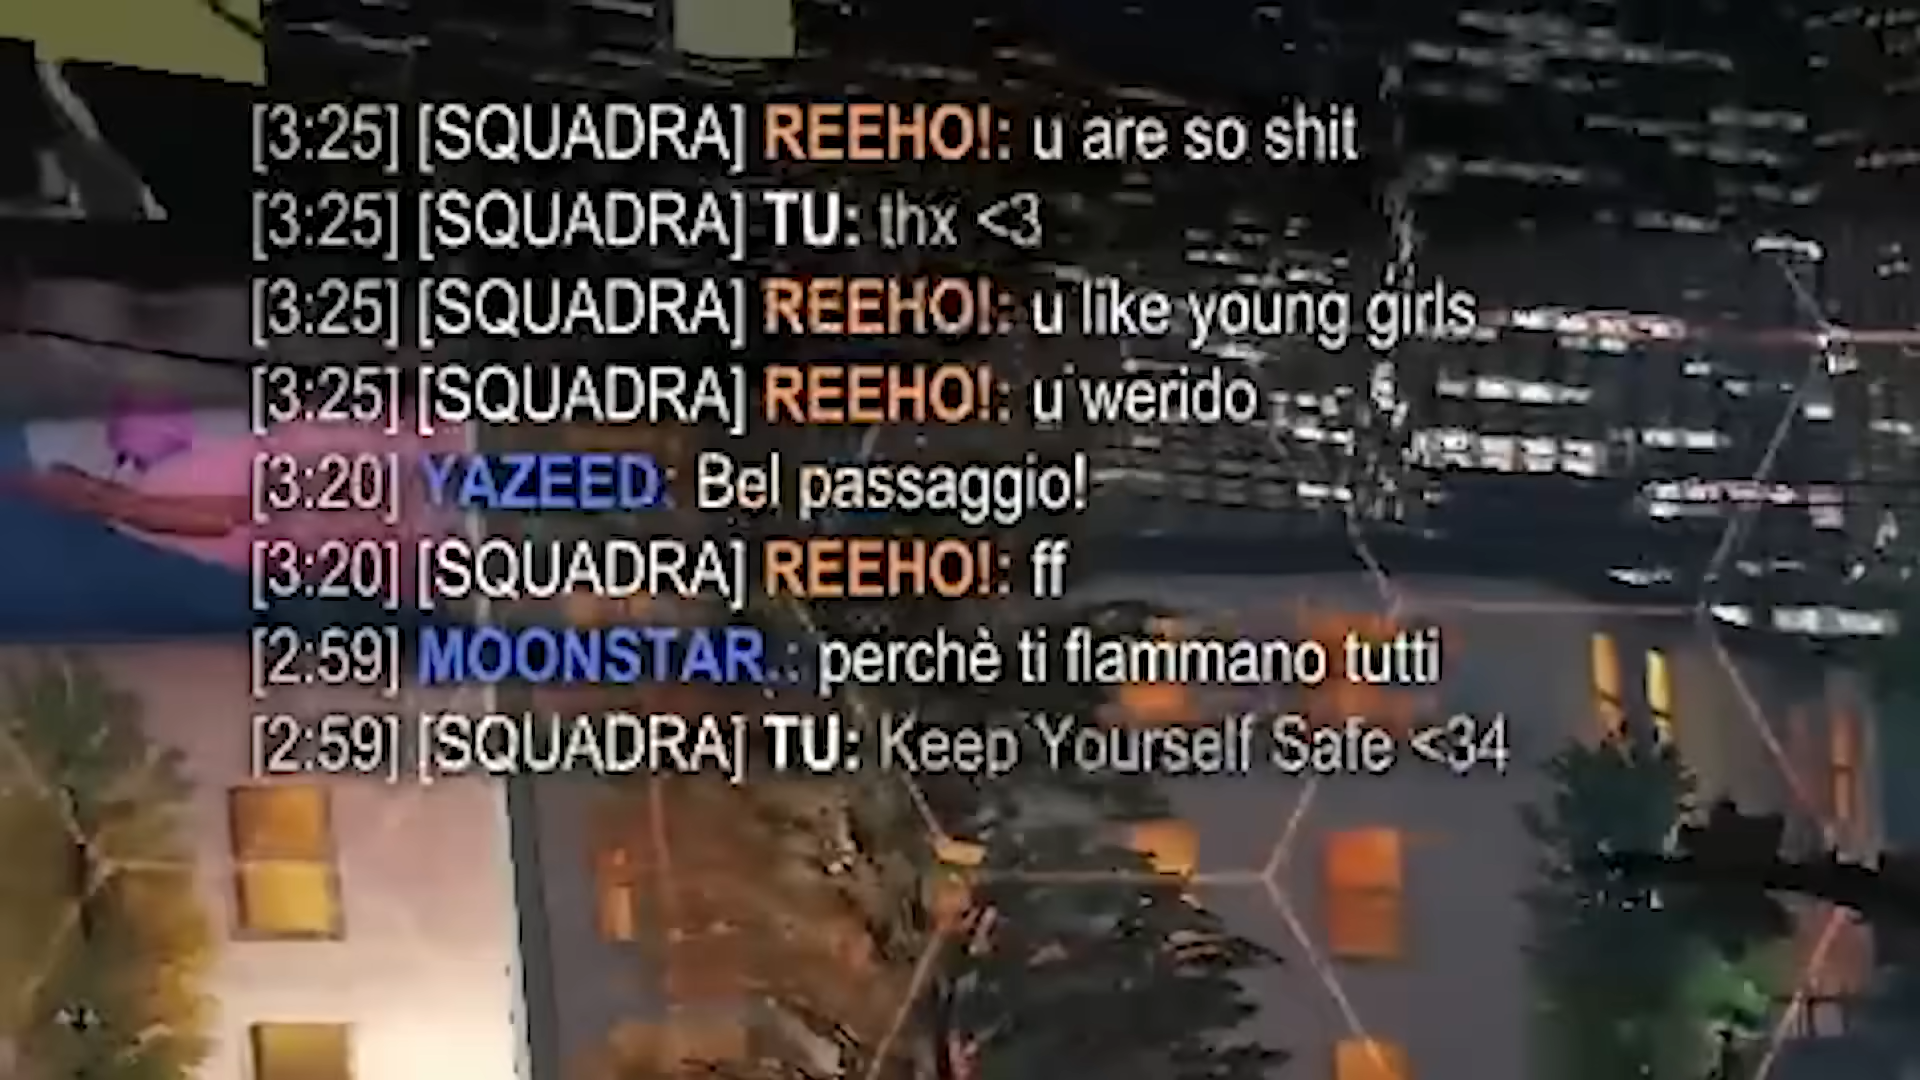 [3:25] [SQUADRA] REEHO!: u are so shit
[3:25] [SQUADRA] TU: thx <3
[3:25] [SQUADRA] REEHO!: u like young girls
[3:25] [SQUADRA] REEHO!: u werido
[3:20] YAZEED: Bel passaggio!
[3:20] [SQUADRA] REEHO!: ff
[2:59] MOONSTAR.: perchè ti flammano tutti
[2:59] [SQUADRA] TU: Keep Yourself Safe <34